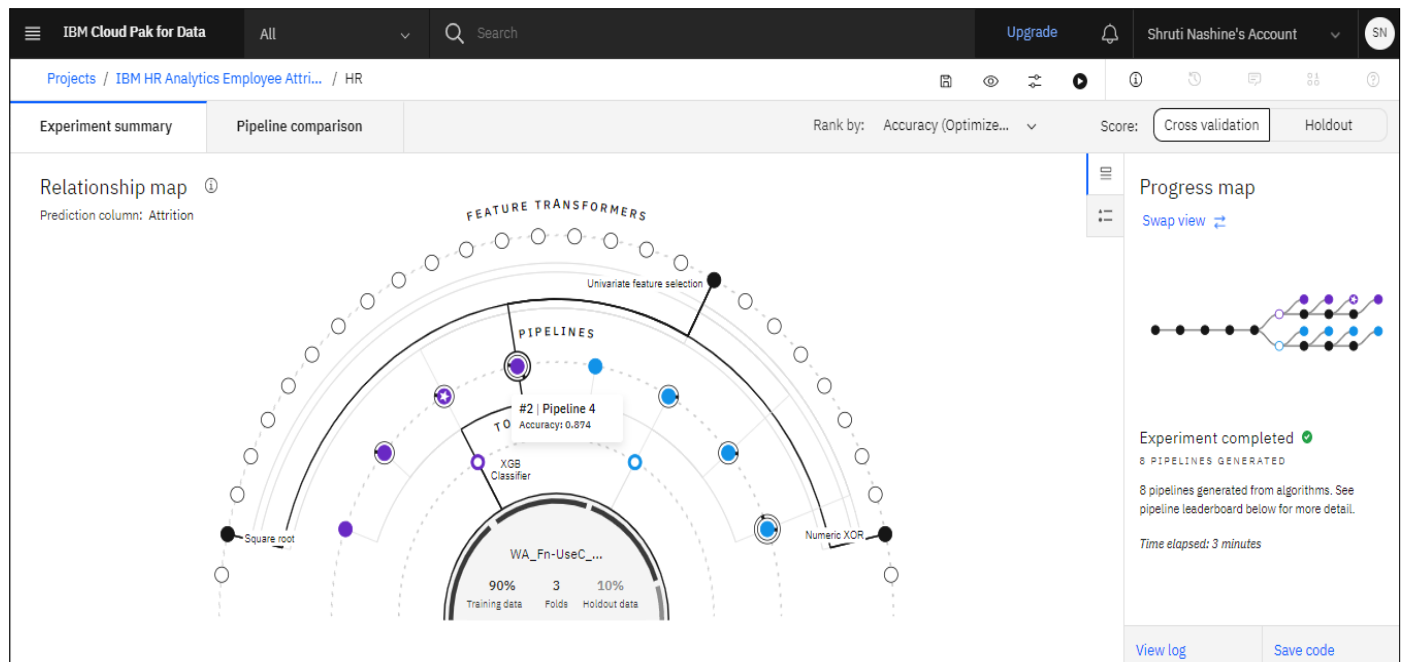 IBM Cloud Pak for Data
All
Search
Upgrade
Shruti Nashine's Account
SN
Projects / IBM HR Analytics Employee Attri... / HR
Experiment summary
Pipeline comparison
Rank by: Accuracy (Optimize...
Score: Cross validation Holdout
Relationship map
Prediction column: Attrition
FEATURE TRANSFORMERS
Univariate feature selection
PIPELINES
#2 | Pipeline 4
Accuracy: 0.874
TO
XGB
Classifier
Square root
Numeric XOR
WA_Fn-UseC_...
90% 3 10%
Training data Folds Holdout data
Progress map
Swap view
Experiment completed
8 PIPELINES GENERATED
8 pipelines generated from algorithms. See
pipeline leaderboard below for more detail.
Time elapsed: 3 minutes
View log
Save code